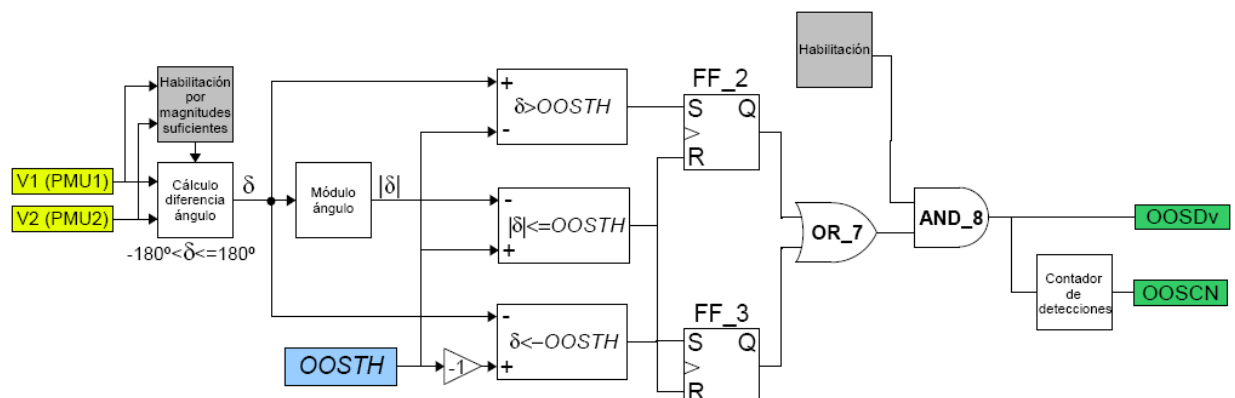 Habilitación
por
magnitudes
suficientes
V1 (PMU1)
V2 (PMU2)
Cálculo
diferencia
ángulo
-180º<δ<=180º
δ
Módulo
ángulo
|δ|
OOSTH
-1
+
δ>OOSTH
-
-
|δ|<=OOSTH
+
-
δ<-OOSTH
+
FF_2
S Q
R
FF_3
S Q
R
Habilitación
OR_7
AND_8
OOSDv
Contador
de
detecciones
OOSCN